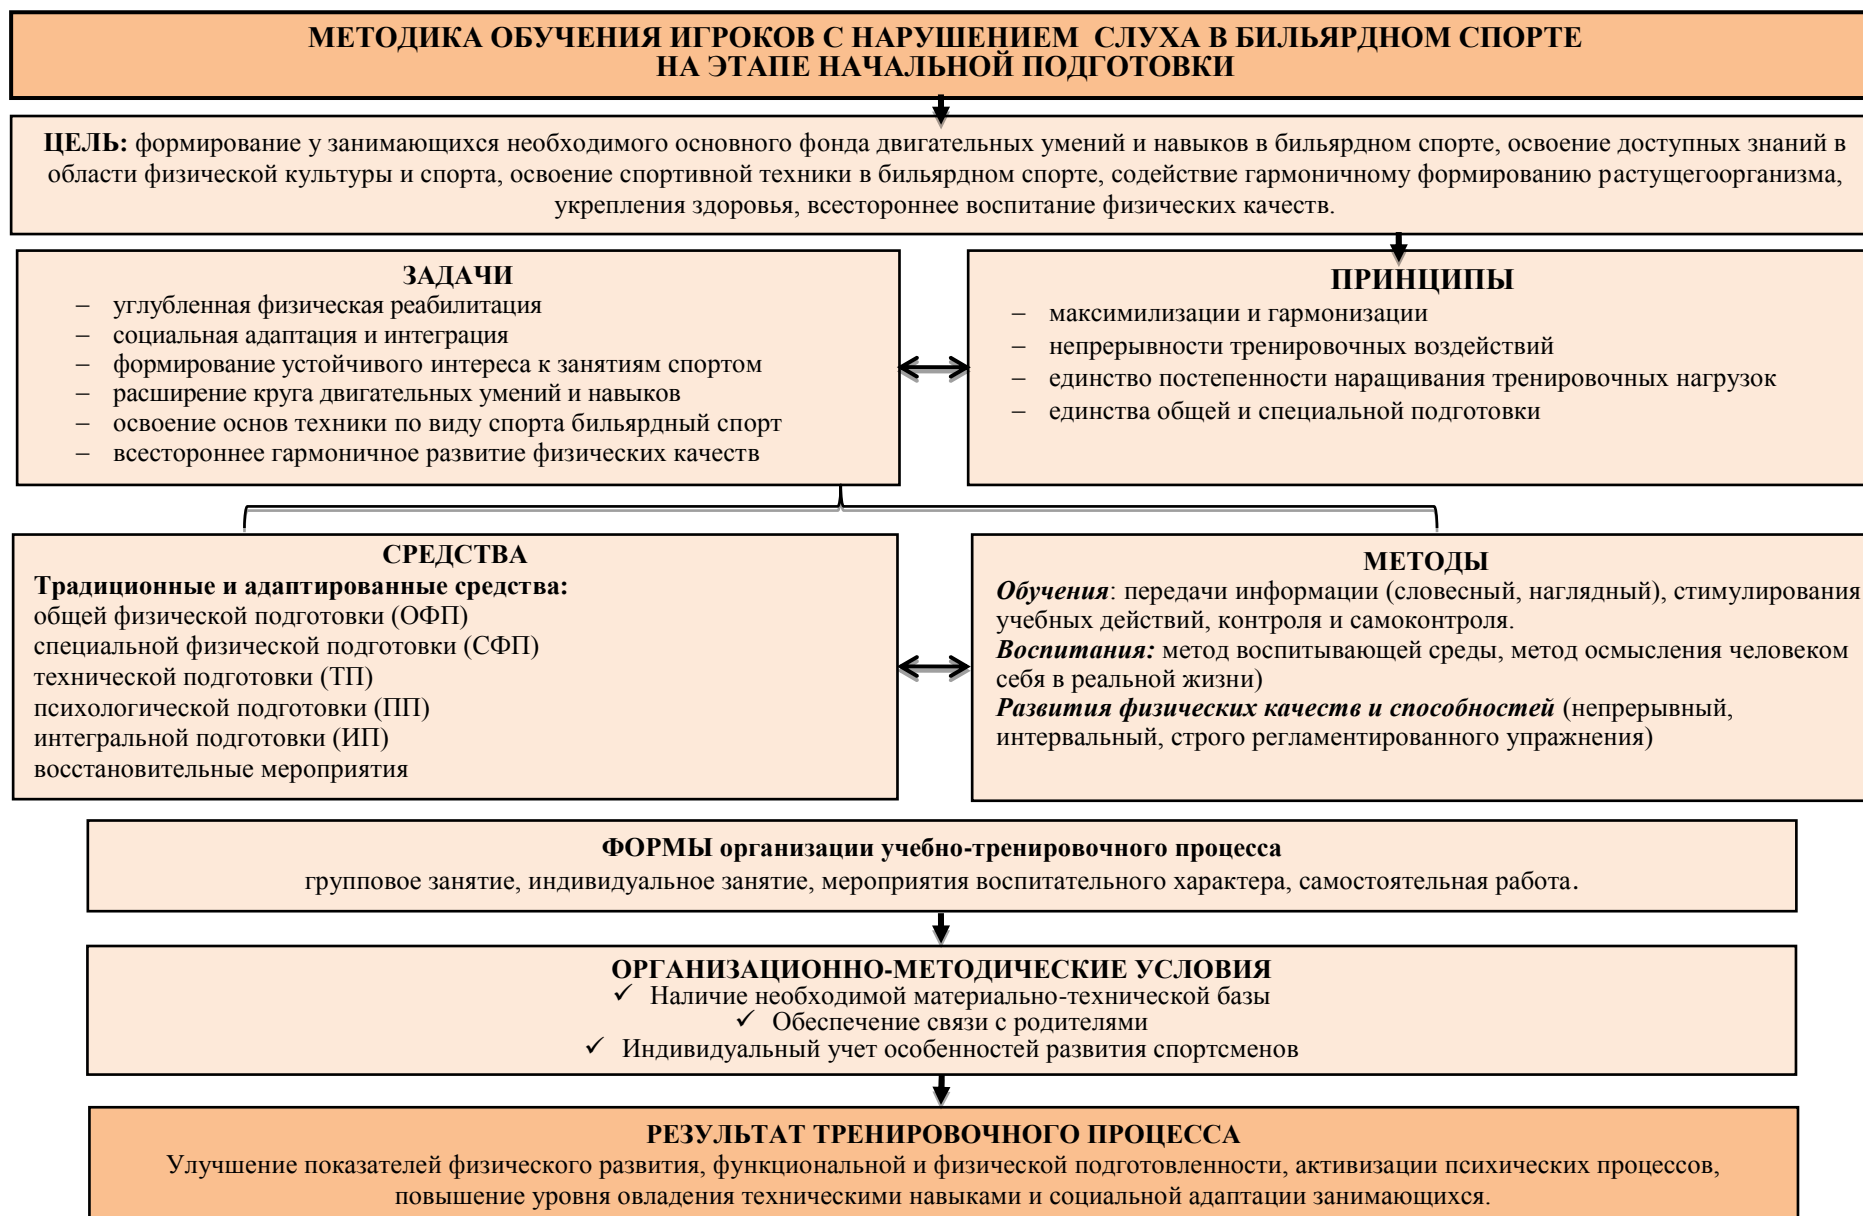 МЕТОДИКА ОБУЧЕНИЯ ИГРОКОВ С НАРУШЕНИЕМ СЛУХА В БИЛЬЯРДНОМ СПОРТЕ
НА ЭТАПЕ НАЧАЛЬНОЙ ПОДГОТОВКИ
ЦЕЛЬ: формирование у занимающихся необходимого основного фонда двигательных умений и навыков в бильярдном спорте, освоение доступных знаний в
области физической культуры и спорта, освоение спортивной техники в бильярдном спорте, содействие гармоничному формированию растущегоорганизма,
укрепления здоровья, всестороннее воспитание физических качеств.
ЗАДАЧИ
– углубленная физическая реабилитация
– социальная адаптация и интеграция
– формирование устойчивого интереса к занятиям спортом
– расширение круга двигательных умений и навыков
– освоение основ техники по виду спорта бильярдный спорт
– всестороннее гармоничное развитие физических качеств
ПРИНЦИПЫ
– максимилизации и гармонизации
– непрерывности тренировочных воздействий
– единство постепенности наращивания тренировочных нагрузок
– единства общей и специальной подготовки
СРЕДСТВА
Традиционные и адаптированные средства:
общей физической подготовки (ОФП)
специальной физической подготовки (СФП)
технической подготовки (ТП)
психологической подготовки (ПП)
интегральной подготовки (ИП)
восстановительные мероприятия
МЕТОДЫ
Обучения: передачи информации (словесный, наглядный), стимулирования
учебных действий, контроля и самоконтроля.
Воспитания: метод воспитывающей среды, метод осмысления человеком
себя в реальной жизни)
Развития физических качеств и способностей (непрерывный,
интервальный, строго регламентированного упражнения)
ФОРМЫ организации учебно-тренировочного процесса
групповое занятие, индивидуальное занятие, мероприятия воспитательного характера, самостоятельная работа.
ОРГАНИЗАЦИОННО-МЕТОДИЧЕСКИЕ УСЛОВИЯ
✓ Наличие необходимой материально-технической базы
✓ Обеспечение связи с родителями
✓ Индивидуальный учет особенностей развития спортсменов
РЕЗУЛЬТАТ ТРЕНИРОВОЧНОГО ПРОЦЕССА
Улучшение показателей физического развития, функциональной и физической подготовленности, активизации психических процессов,
повышение уровня овладения техническими навыками и социальной адаптации занимающихся.